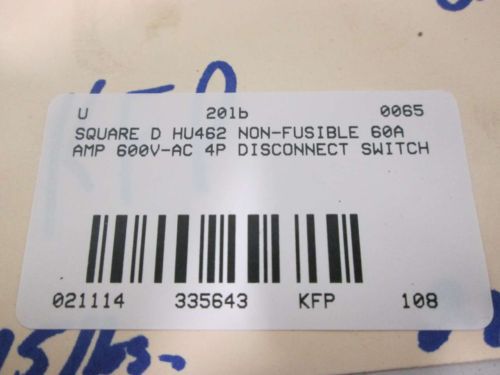 U 201b 0065
SQUARE D HU462 NON-FUSIBLE 60A
AMP 600V-AC 4P DISCONNECT SWITCH
021114 335643 KFP 108